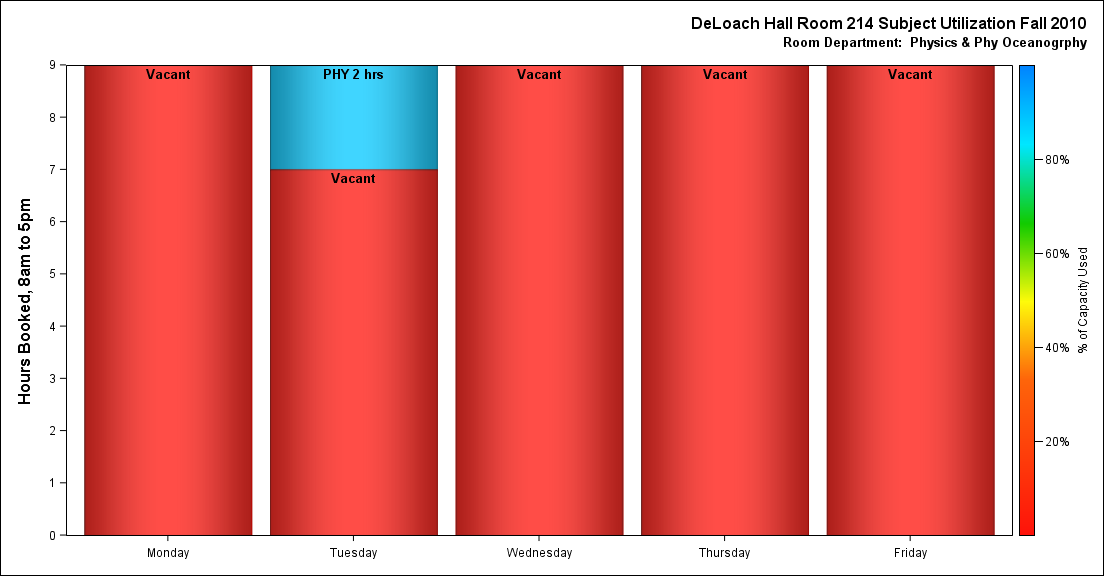 DeLoach Hall Room 214 Subject Utilization Fall 2010
Room Department:  Physics & Phy Oceanogrphy
Hours Booked, 8am to 5pm
9
8
7
6
5
4
3
2
1
0
Vacant
PHY 2 hrs
Vacant
Vacant
Vacant
Vacant
Monday
Tuesday
Wednesday
Thursday
Friday
80%
60%
40%
20%
% of Capacity Used